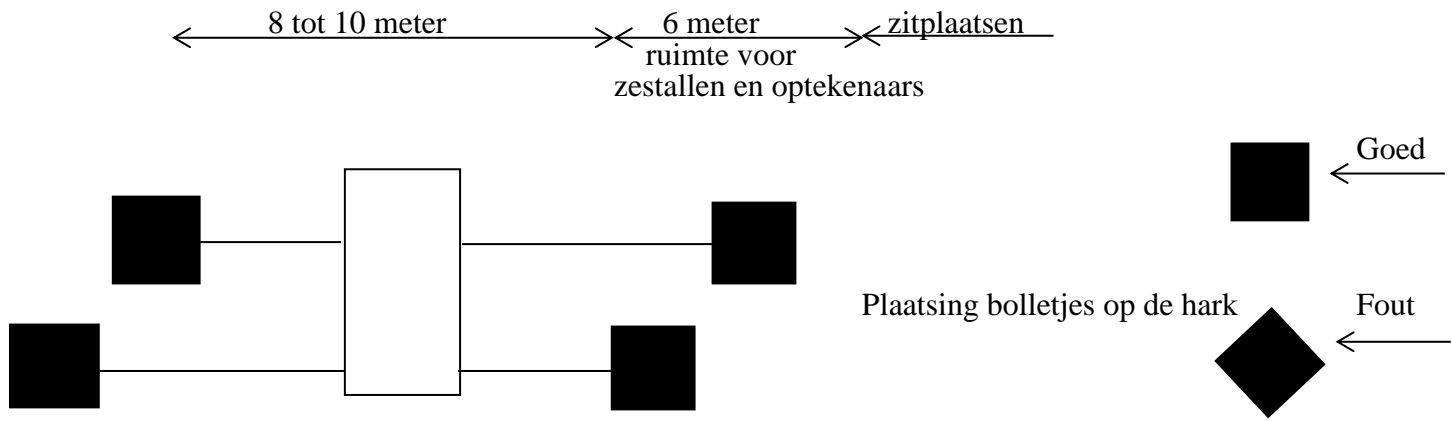 8 tot 10 meter
6 meter
zitplaatsen
ruimte voor
zestallen en optekenaars
Goed
Plaatsing bolletjes op de hark
Fout